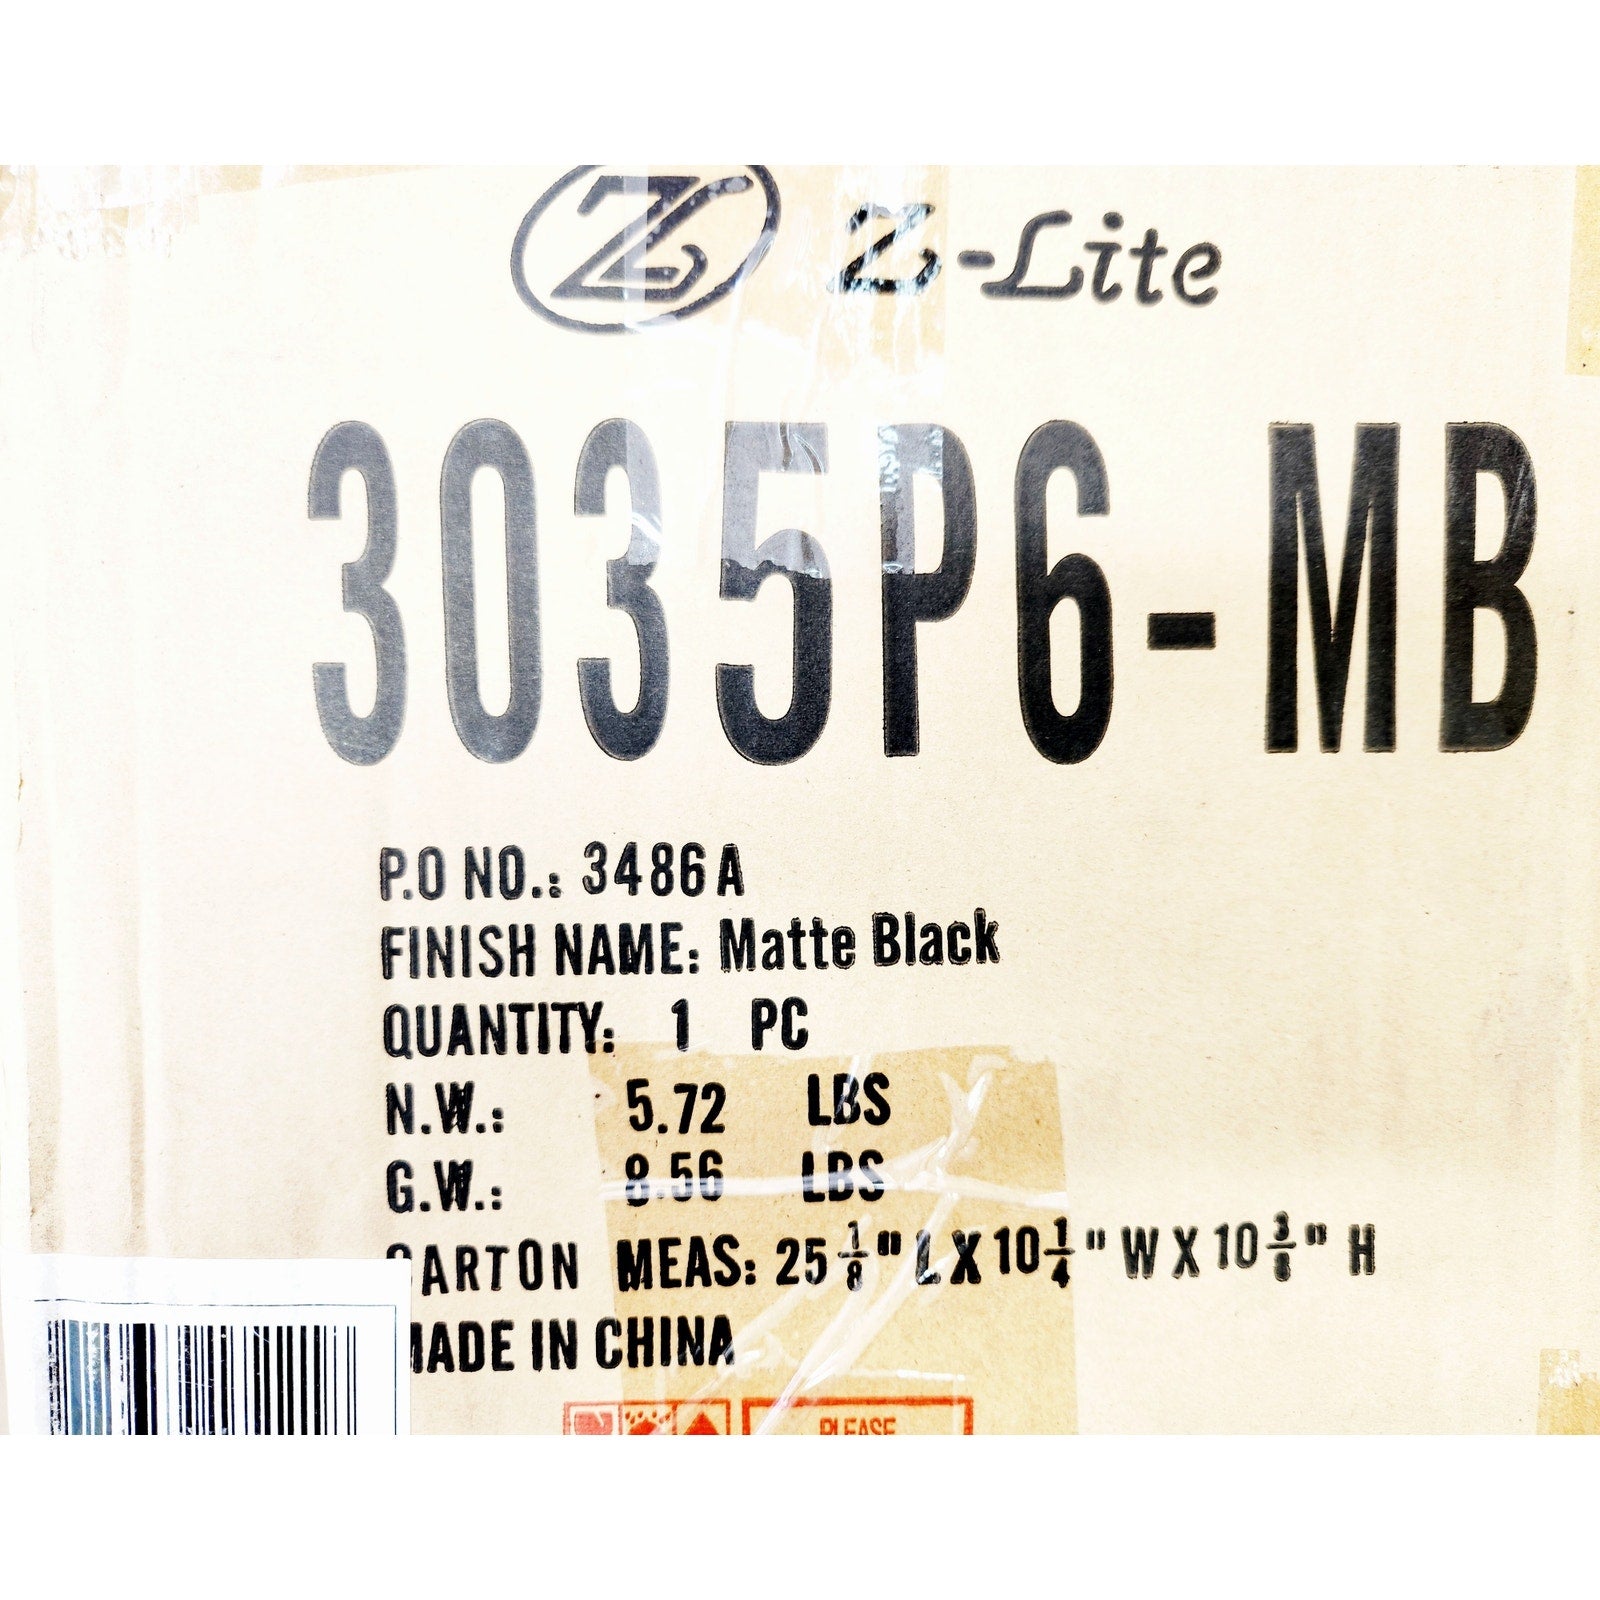 Z Z-Lite
3035P6-MB
P.O NO.: 3486A
FINISH NAME: Matte Black
QUANTITY: 1 PC
N.W.: 5.72 LBS
G.W.: 8.56 LBS
CARTON MEAS: 25 1/8" L X 10 1/4" W X 10 3/8" H
MADE IN CHINA
PLEASE